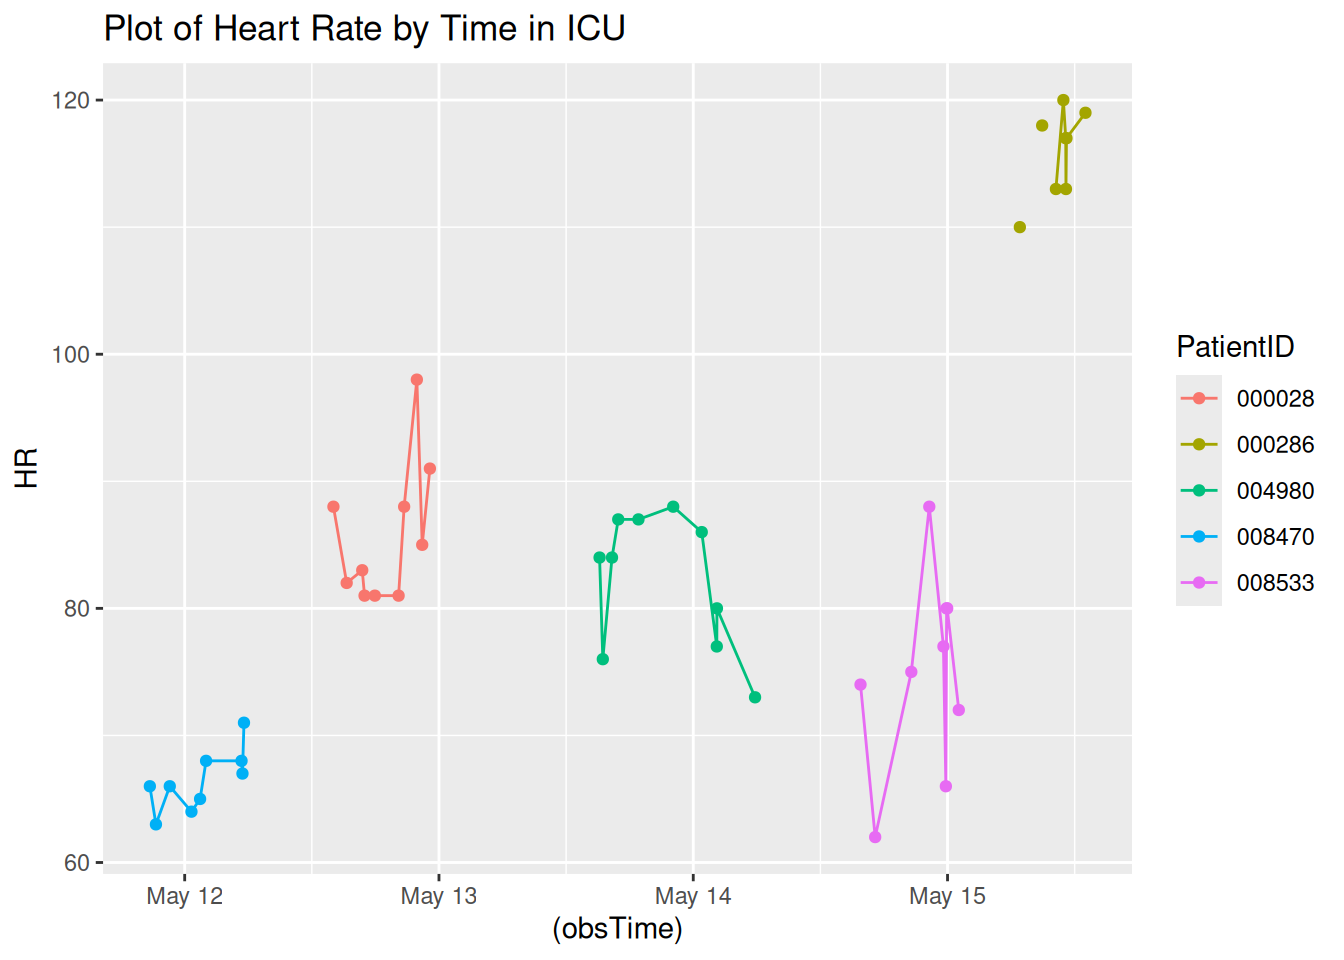 Plot of Heart Rate by Time in ICU
120
100
80
60
HR
May 12 May 13 May 14 May 15
(obsTime)
PatientID
000028
000286
004980
008470
008533